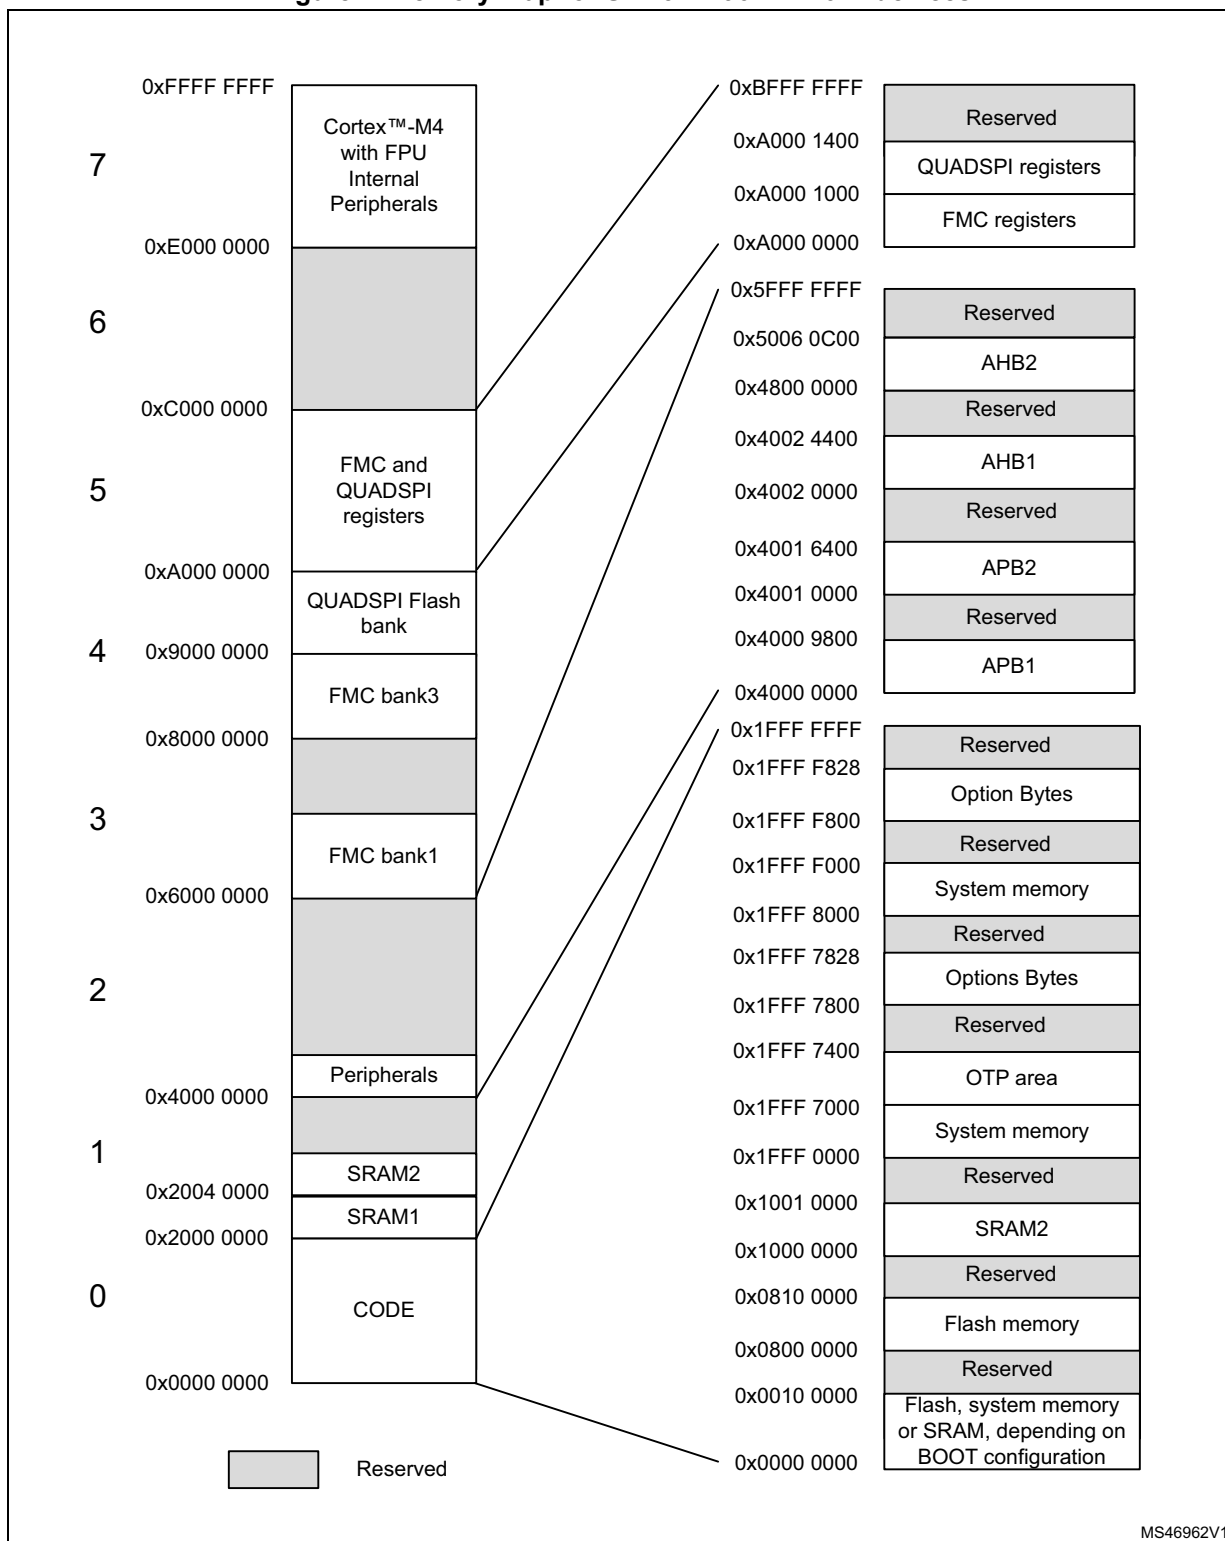 0xFFFF FFFF
Cortex™-M4
with FPU
Internal
Peripherals
7
0xE000 0000
6
0xC000 0000
FMC and
QUADSPI
registers
5
0xA000 0000
QUADSPI Flash
bank
4
0x9000 0000
FMC bank3
0x8000 0000
3
FMC bank1
0x6000 0000
2
Peripherals
0x4000 0000
1
SRAM2
0x2004 0000
SRAM1
0x2000 0000
0
CODE
0x0000 0000
Reserved
0xBFFF FFFF
Reserved
0xA000 1400
QUADSPI registers
0xA000 1000
FMC registers
0xA000 0000
0x5FFF FFFF
Reserved
0x5006 0C00
AHB2
0x4800 0000
Reserved
0x4002 4400
AHB1
0x4002 0000
Reserved
0x4001 6400
APB2
0x4001 0000
Reserved
0x4000 9800
APB1
0x4000 0000
0x1FFF FFFF
Reserved
0x1FFF F828
Option Bytes
0x1FFF F800
Reserved
0x1FFF F000
System memory
0x1FFF 8000
Reserved
0x1FFF 7828
Options Bytes
0x1FFF 7800
Reserved
0x1FFF 7400
OTP area
0x1FFF 7000
System memory
0x1FFF 0000
Reserved
0x1001 0000
SRAM2
0x1000 0000
Reserved
0x0810 0000
Flash memory
0x0800 0000
Reserved
0x0010 0000
Flash, system memory
or SRAM, depending on
BOOT configuration
0x0000 0000
MS46962V1